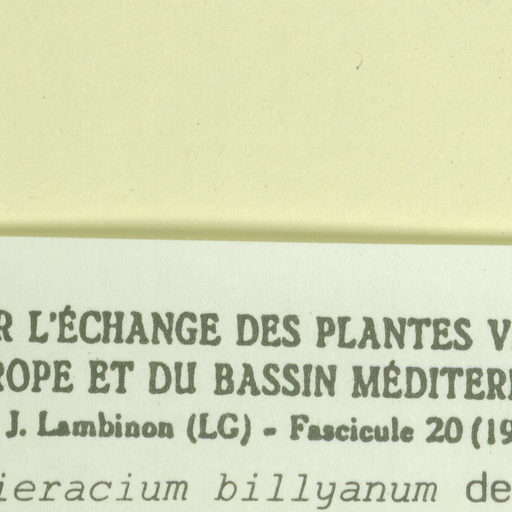 R L'ÉCHANGE DES PLANTES V
ROPE ET DU BASSIN MÉDITER
J. Lambinon (LG) - Fascicule 20 (19
ieracium billyanum de